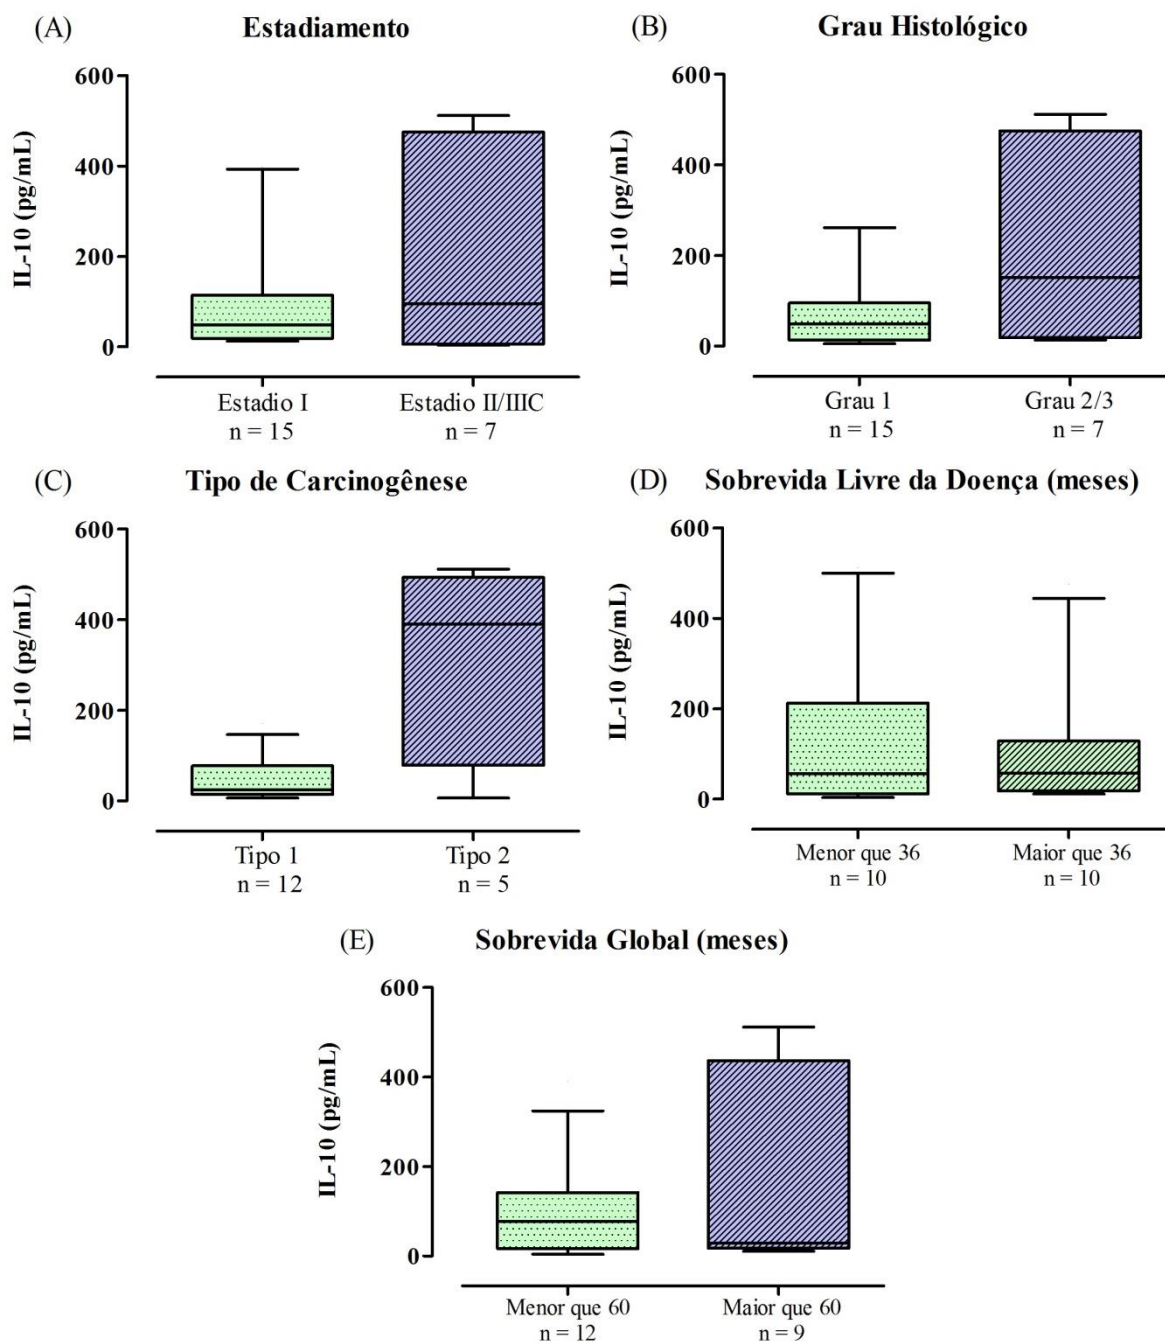 (A) Estadiamento
600
400
200
0
IL-10 (pg/mL)
Estadio I
n = 15
Estadio II/IIIC
n = 7
(B) Grau Histológico
600
400
200
0
IL-10 (pg/mL)
Grau 1
n = 15
Grau 2/3
n = 7
(C) Tipo de Carcinogênese
600
400
200
0
IL-10 (pg/mL)
Tipo 1
n = 12
Tipo 2
n = 5
(D) Sobrevida Livre da Doença (meses)
600
400
200
0
IL-10 (pg/mL)
Menor que 36
n = 10
Maior que 36
n = 10
(E) Sobrevida Global (meses)
600
400
200
0
IL-10 (pg/mL)
Menor que 60
n = 12
Maior que 60
n = 9